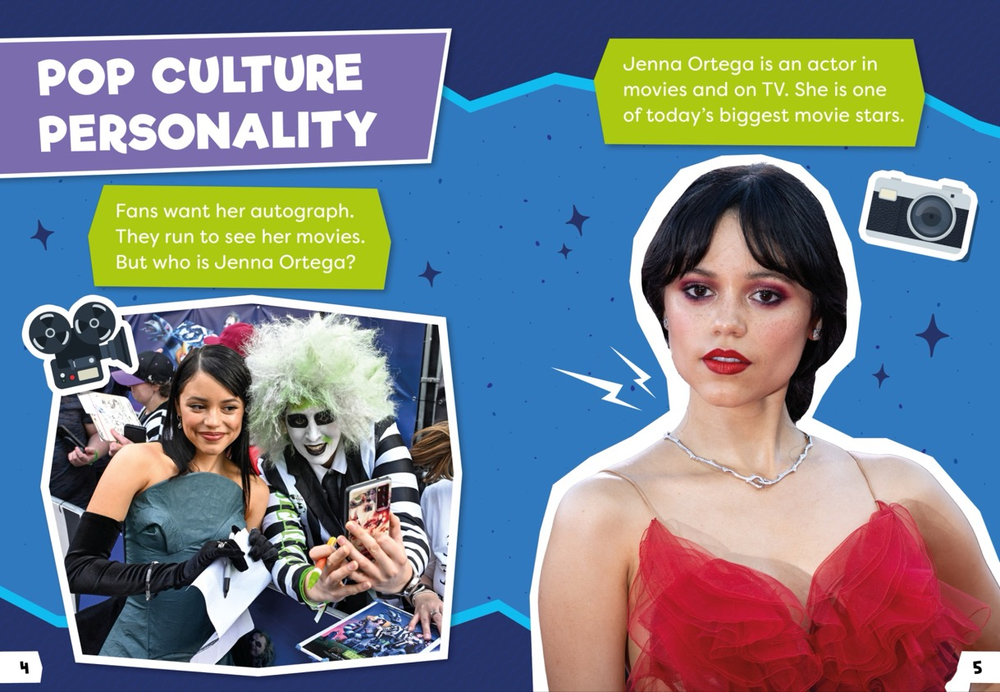 POP CULTURE
PERSONALITY
Fans want her autograph.
They run to see her movies.
But who is Jenna Ortega?
Jenna Ortega is an actor in
movies and on TV. She is one
of today's biggest movie stars.
4
5